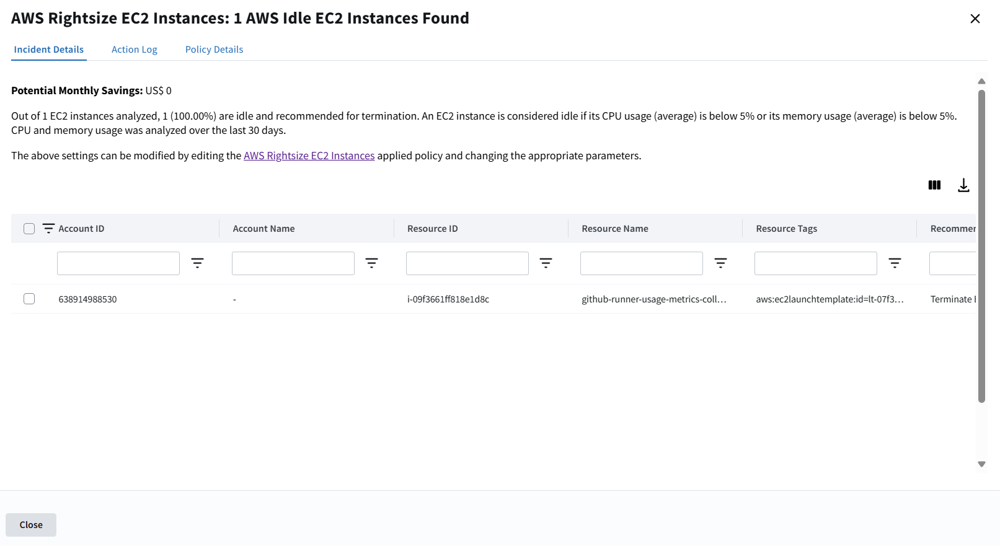 AWS Rightsize EC2 Instances: 1 AWS Idle EC2 Instances Found
Incident Details
Action Log
Policy Details
Potential Monthly Savings: US$ 0
Out of 1 EC2 instances analyzed, 1 (100.00%) are idle and recommended for termination. An EC2 instance is considered idle if its CPU usage (average) is below 5% or its memory usage (average) is below 5%.
CPU and memory usage was analyzed over the last 30 days.
The above settings can be modified by editing the AWS Rightsize EC2 Instances applied policy and changing the appropriate parameters.
Account ID
Account Name
Resource ID
Resource Name
Resource Tags
Recommer
638914988530
-
i-09f3661ff818e1d8c
github-runner-usage-metrics-coll…
aws:ec2launchtemplate:id=lt-07f3…
Terminate
Close